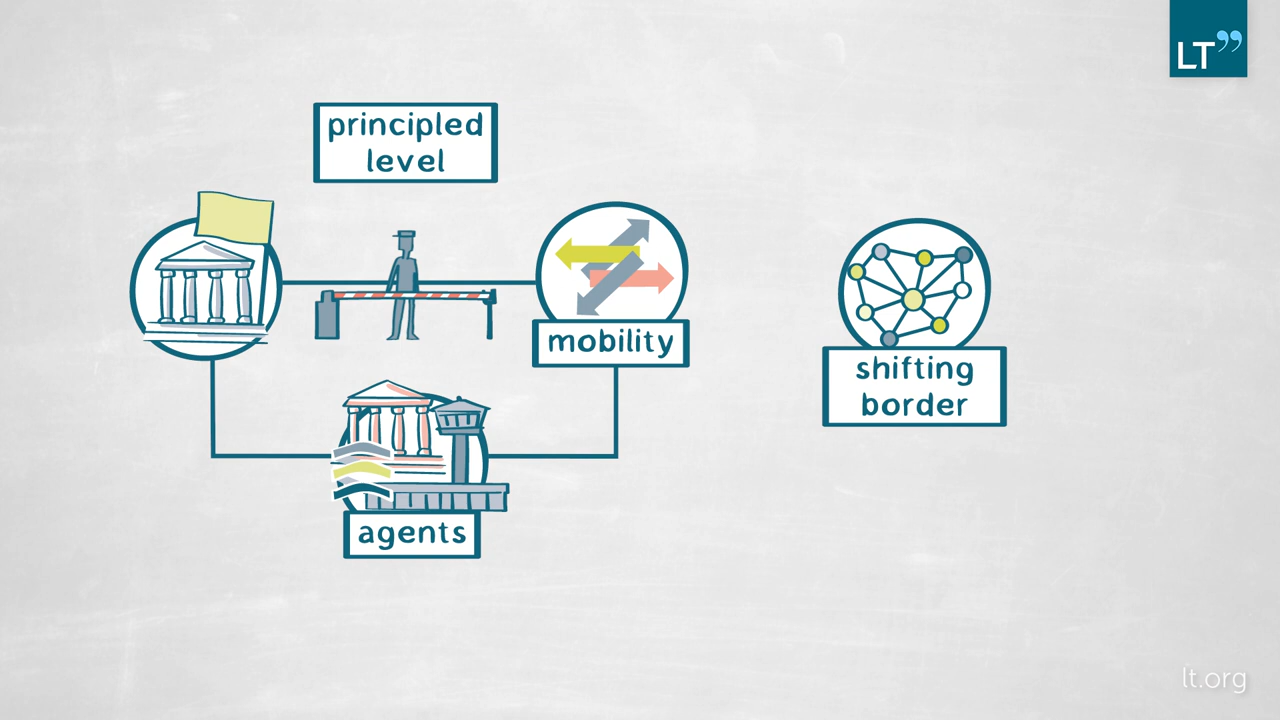 LT”
principled
level
mobility
shifting
border
agents
lt.org